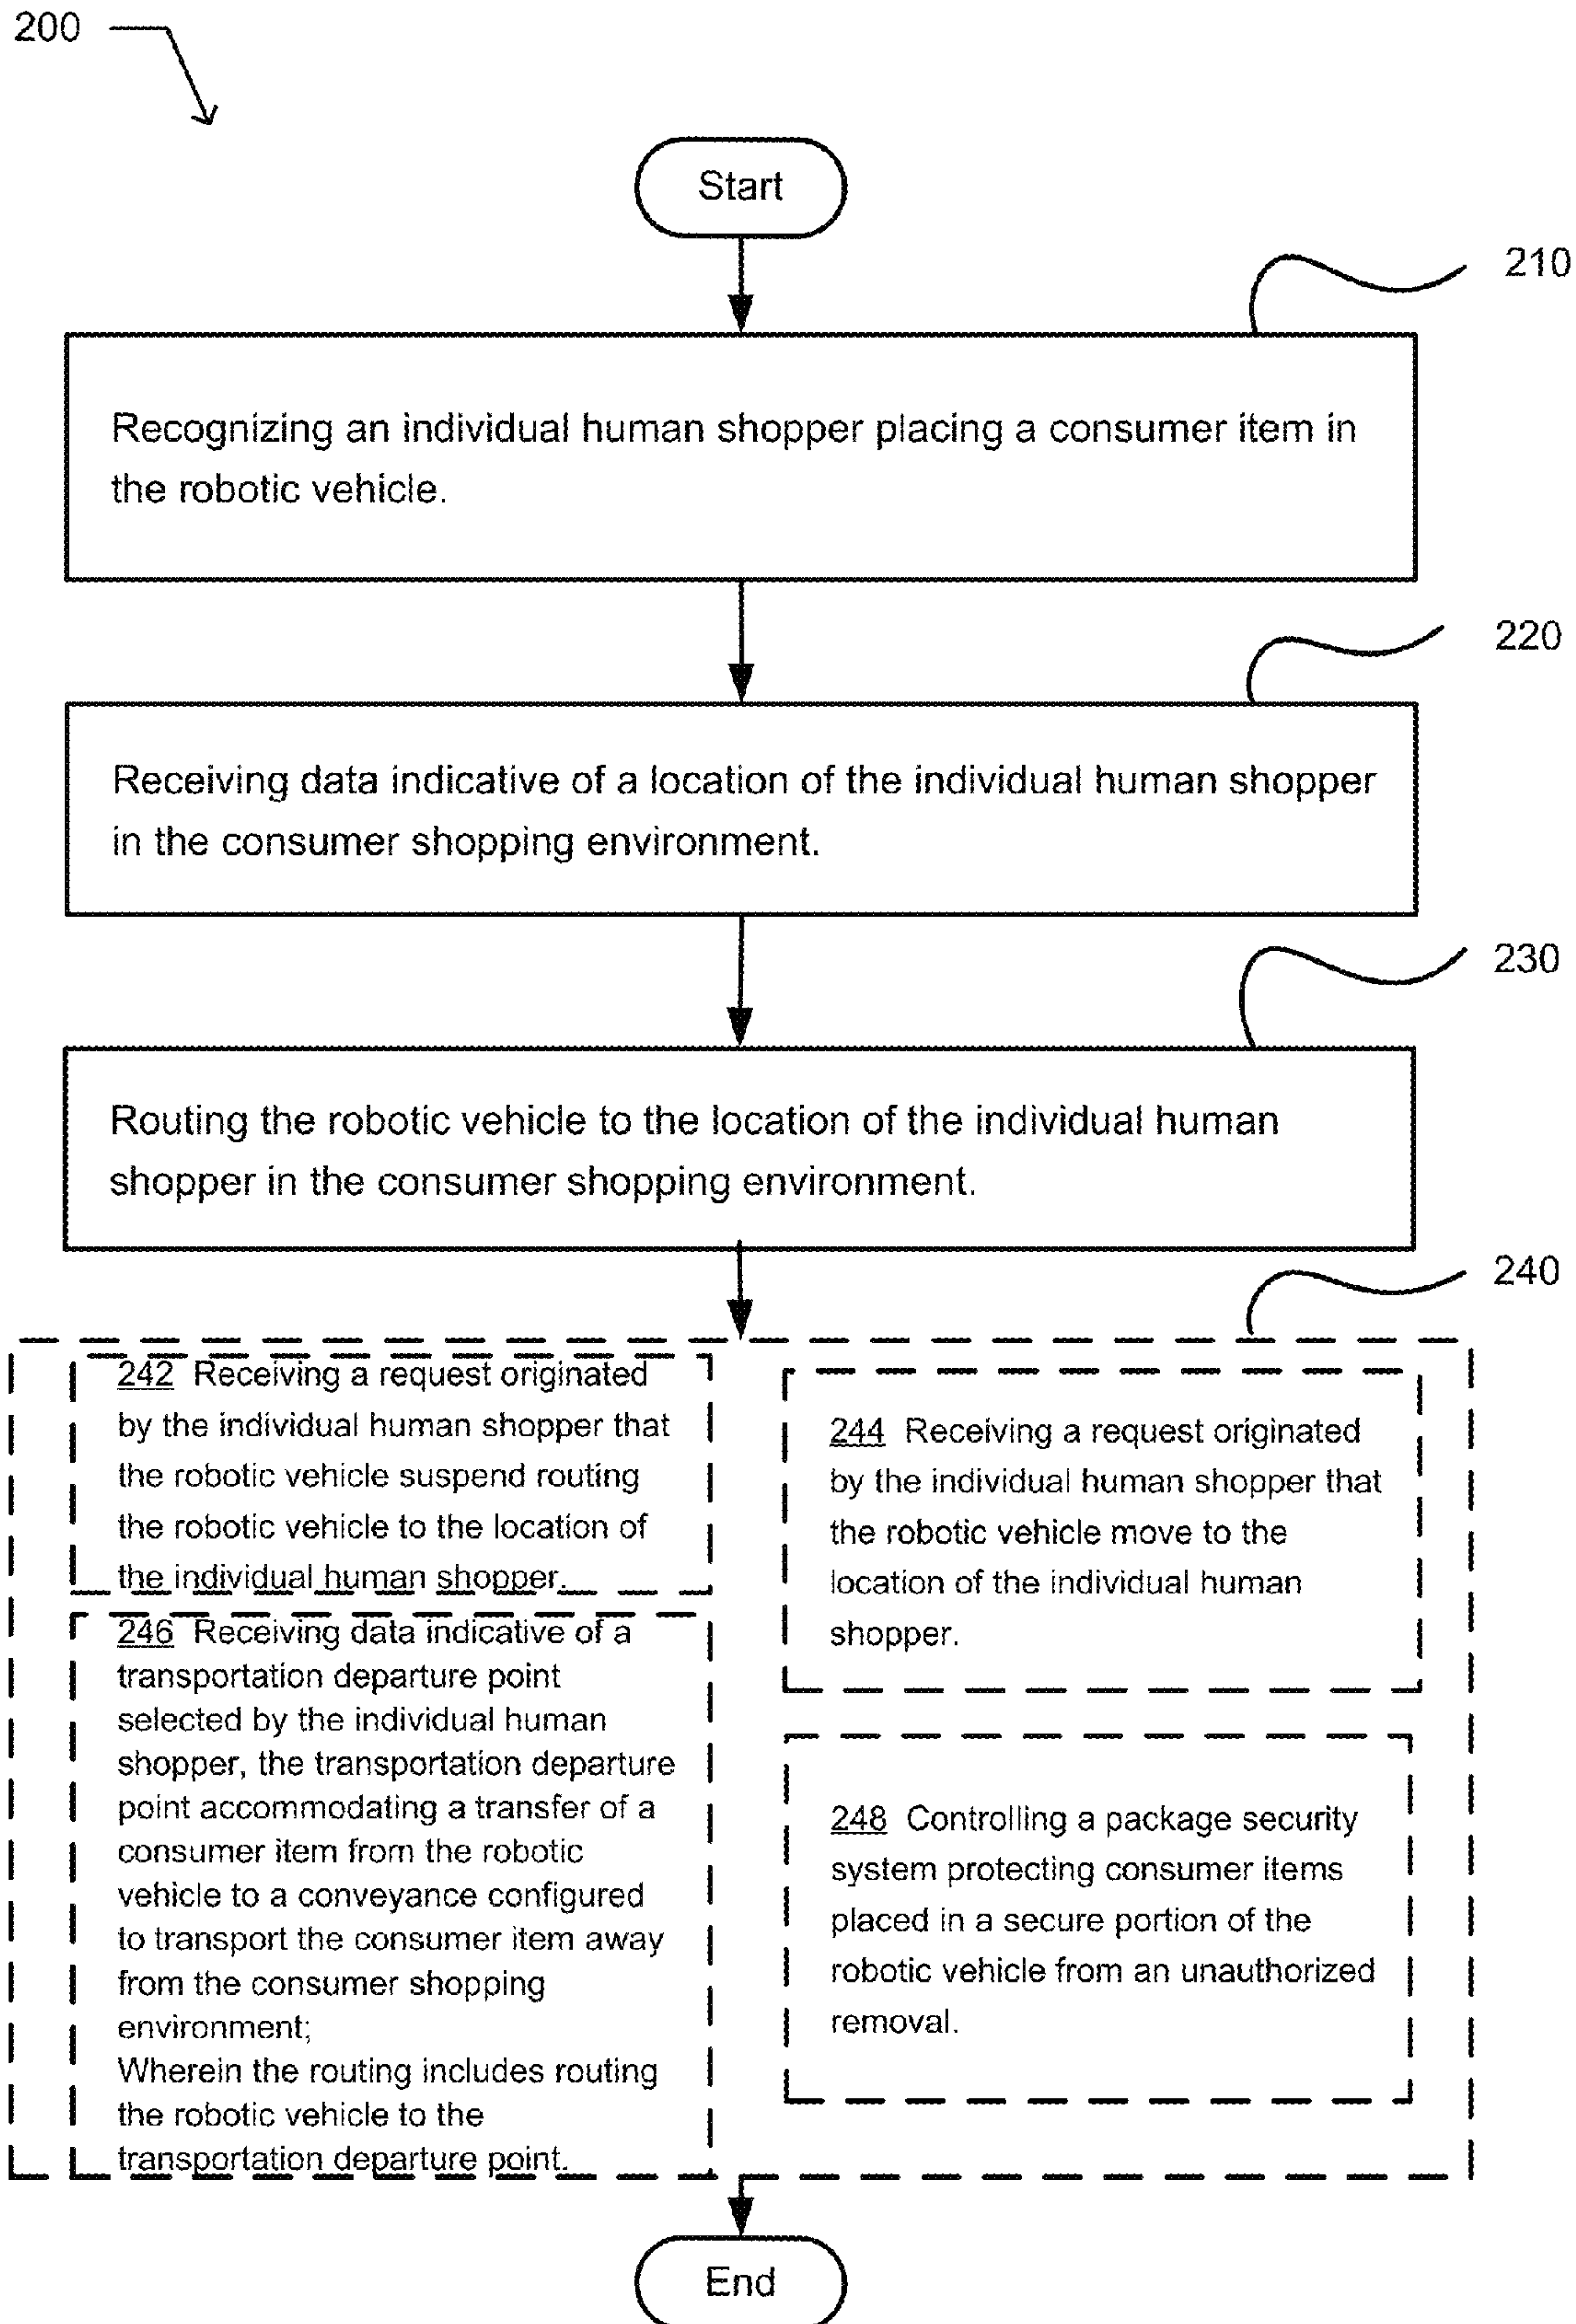 200
Start
210
Recognizing an individual human shopper placing a consumer item in
the robotic vehicle.
220
Receiving data indicative of a location of the individual human shopper
in the consumer shopping environment.
230
Routing the robotic vehicle to the location of the individual human
shopper in the consumer shopping environment.
240
242 Receiving a request originated
by the individual human shopper that
the robotic vehicle suspend routing
the robotic vehicle to the location of
the individual human shopper.
244 Receiving a request originated
by the individual human shopper that
the robotic vehicle move to the
location of the individual human
shopper.
246 Receiving data indicative of a
transportation departure point
selected by the individual human
shopper, the transportation departure
point accommodating a transfer of a
consumer item from the robotic
vehicle to a conveyance configured
to transport the consumer item away
from the consumer shopping
environment;
Wherein the routing includes routing
the robotic vehicle to the
transportation departure point.
248 Controlling a package security
system protecting consumer items
placed in a secure portion of the
robotic vehicle from an unauthorized
removal.
End